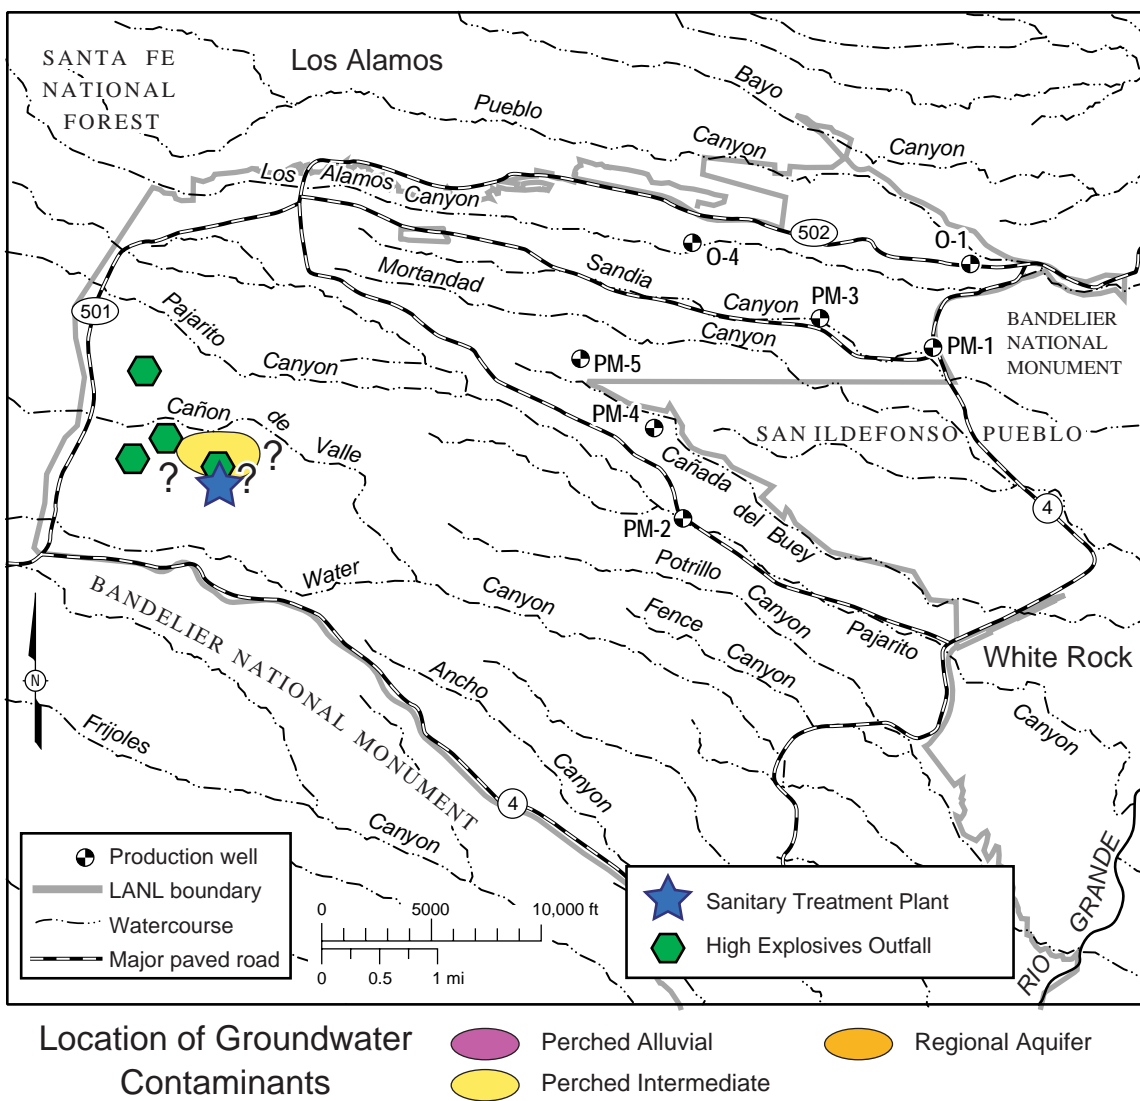 SANTA FE
NATIONAL
FOREST
Los Alamos
Bayo
Canyon
Pueblo
Canyon
Los Alamos
Canyon
502
O-1
O-4
Mortandad
Canyon
Sandia
Canyon
PM-3
PM-1
BANDELIER
NATIONAL
MONUMENT
501
Pajarito
Canyon
PM-5
PM-4
SAN ILDEFONSO PUEBLO
Cañon
de
Valle
?
?
?
Cañada
del Buey
4
PM-2
Water
Canyon
Potrillo
Canyon
Fence
Canyon
Pajarito
White Rock
Canyon
BANDELIER NATIONAL MONUMENT
N
Ancho
Canyon
Frijoles
Canyon
4
RIO GRANDE
Production well
LANL boundary
Watercourse
Major paved road
0 5000 10,000 ft
0 0.5 1 mi
Sanitary Treatment Plant
High Explosives Outfall
Location of Groundwater
Contaminants
Perched Alluvial
Perched Intermediate
Regional Aquifer